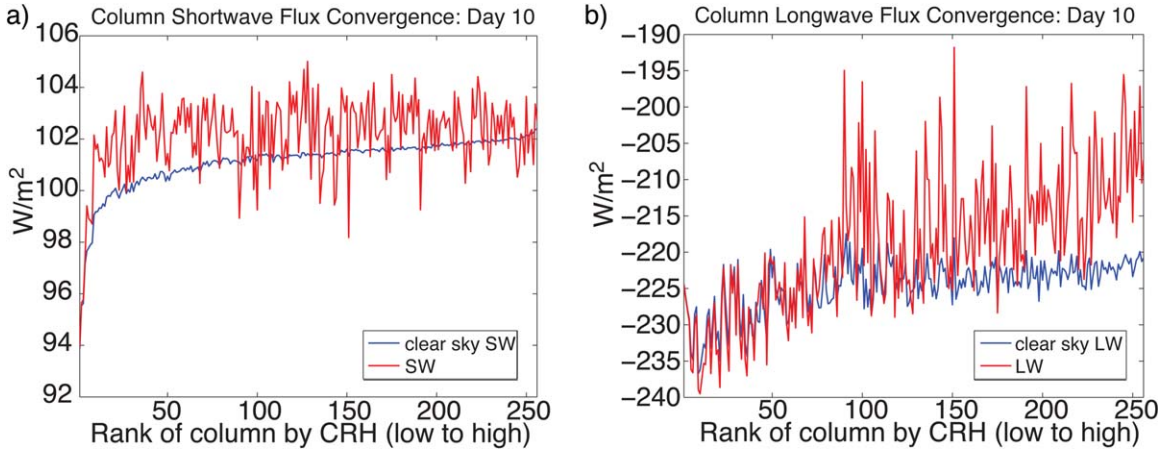 a)
Column Shortwave Flux Convergence: Day 10
106
104
102
100
98
96
94
92
W/m²
50
100
150
200
250
clear sky SW
SW
Rank of column by CRH (low to high)
b)
Column Longwave Flux Convergence: Day 10
−190
−195
−200
−205
−210
−215
−220
−225
−230
−235
−240
W/m²
50
100
150
200
250
clear sky LW
LW
Rank of column by CRH (low to high)